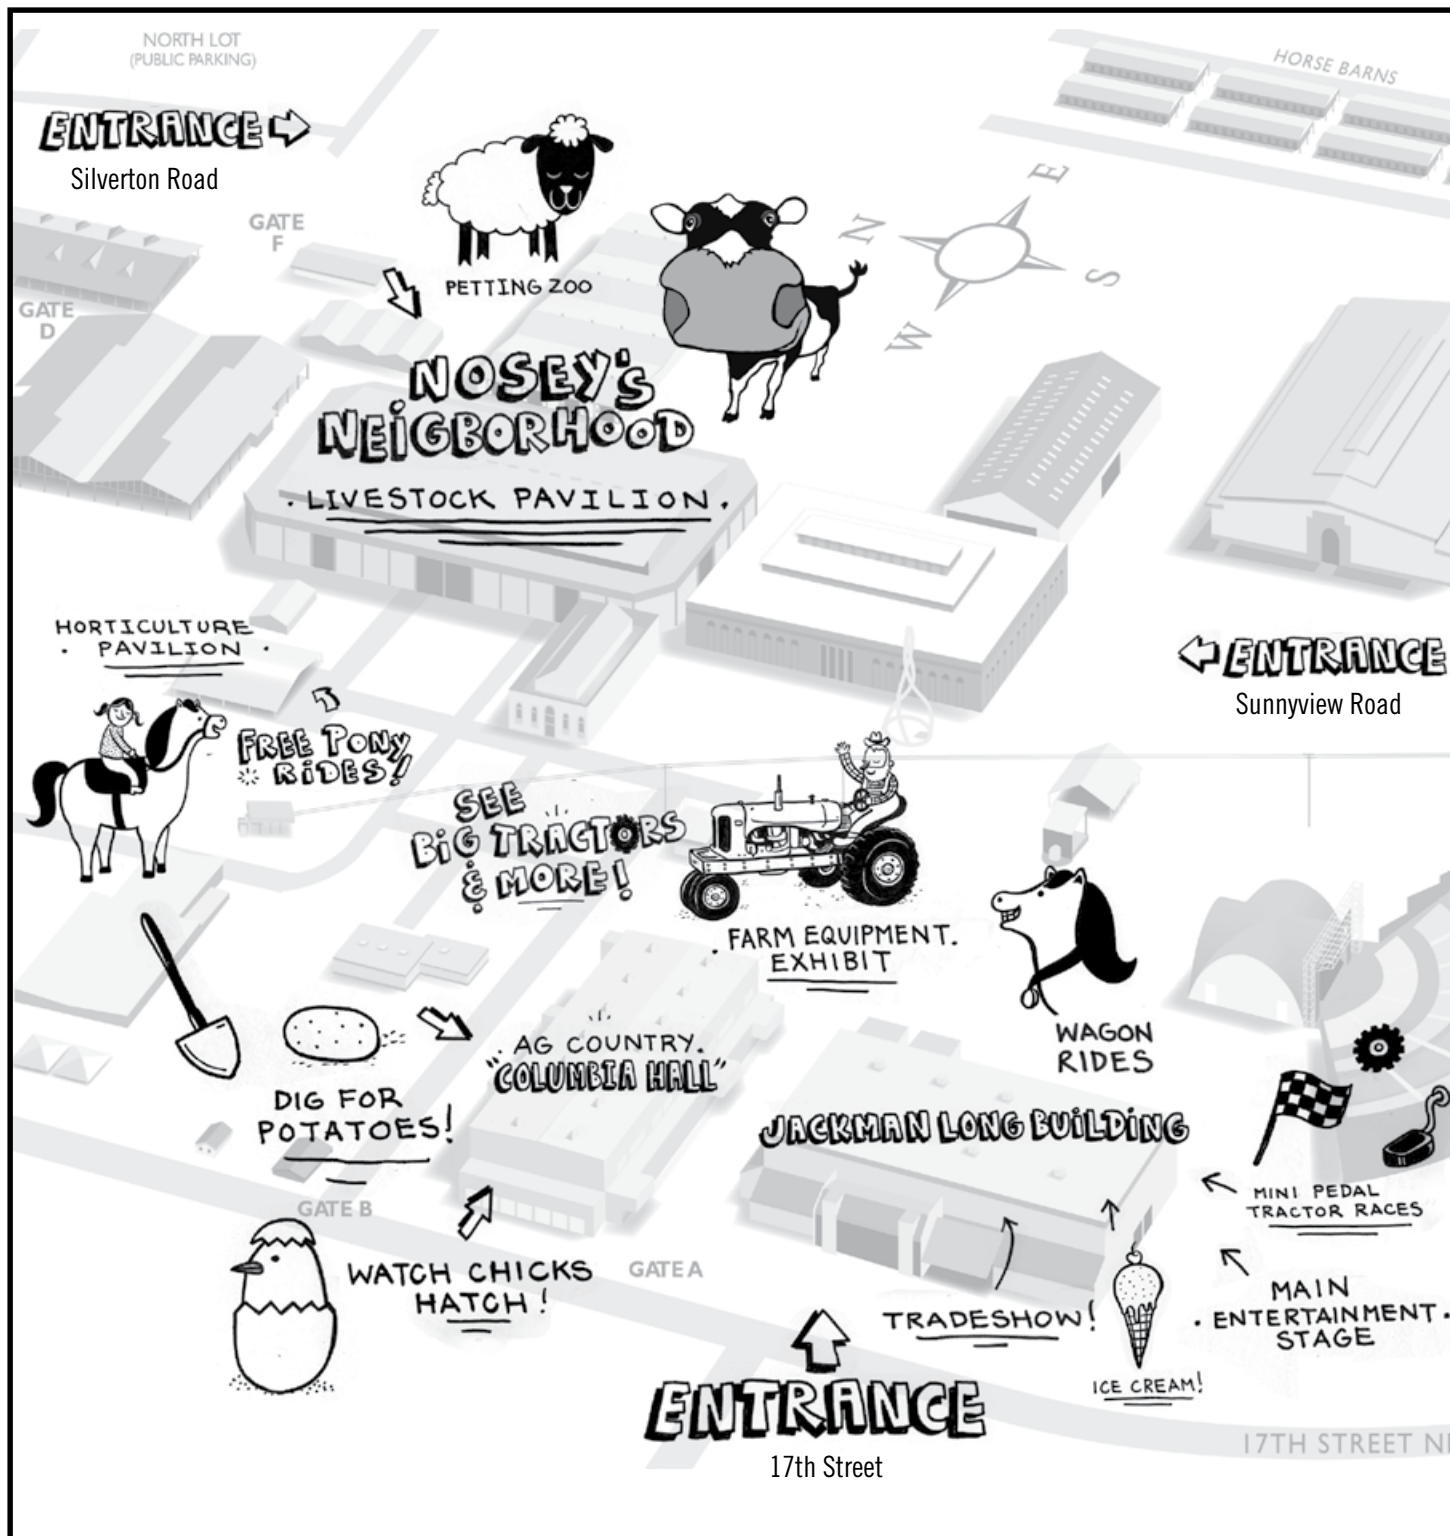 NORTH LOT
(PUBLIC PARKING)
HORSE BARNS
ENTRANCE
Silverton Road
GATE
F
PETTING ZOO
N
E
S
W
GATE
D
NOSEY'S
NEIGBORHOOD
. LIVESTOCK PAVILION .
HORTICULTURE
. PAVILION .
ENTRANCE
Sunnyview Road
FREE PONY
RIDES!
SEE
BIG TRACTORS
& MORE!
. FARM EQUIPMENT.
EXHIBIT
WAGON
RIDES
. AG COUNTRY.
"COLUMBIA HALL"
DIG FOR
POTATOES!
JACKMAN LONG BUILDING
GATE B
MINI PEDAL
TRACTOR RACES
WATCH CHICKS
HATCH!
GATE A
TRADESHOW!
MAIN
. ENTERTAINMENT.
STAGE
ICE CREAM!
ENTRANCE
17th Street
17TH STREET